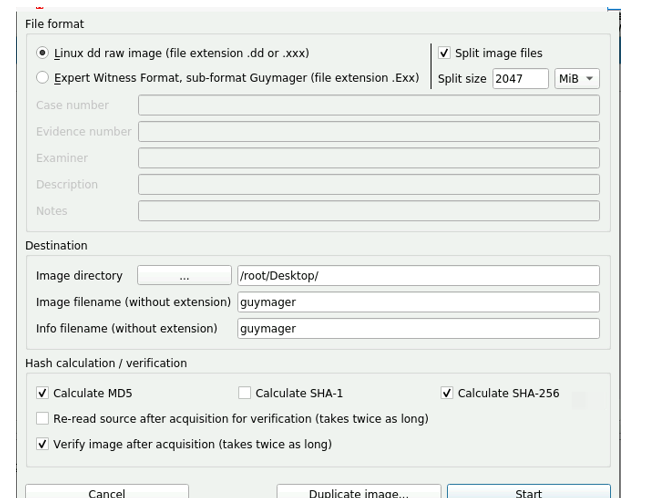 File format
Linux dd raw image (file extension .dd or .xxx)
Split image files
Expert Witness Format, sub-format Guymager (file extension .Exx)
Split size 2047 MiB
Case number
Evidence number
Examiner
Description
Notes
Destination
Image directory ... /root/Desktop/
Image filename (without extension) guymager
Info filename (without extension) guymager
Hash calculation / verification
Calculate MD5 Calculate SHA-1 Calculate SHA-256
Re-read source after acquisition for verification (takes twice as long)
Verify image after acquisition (takes twice as long)
Cancel Duplicate image... Start